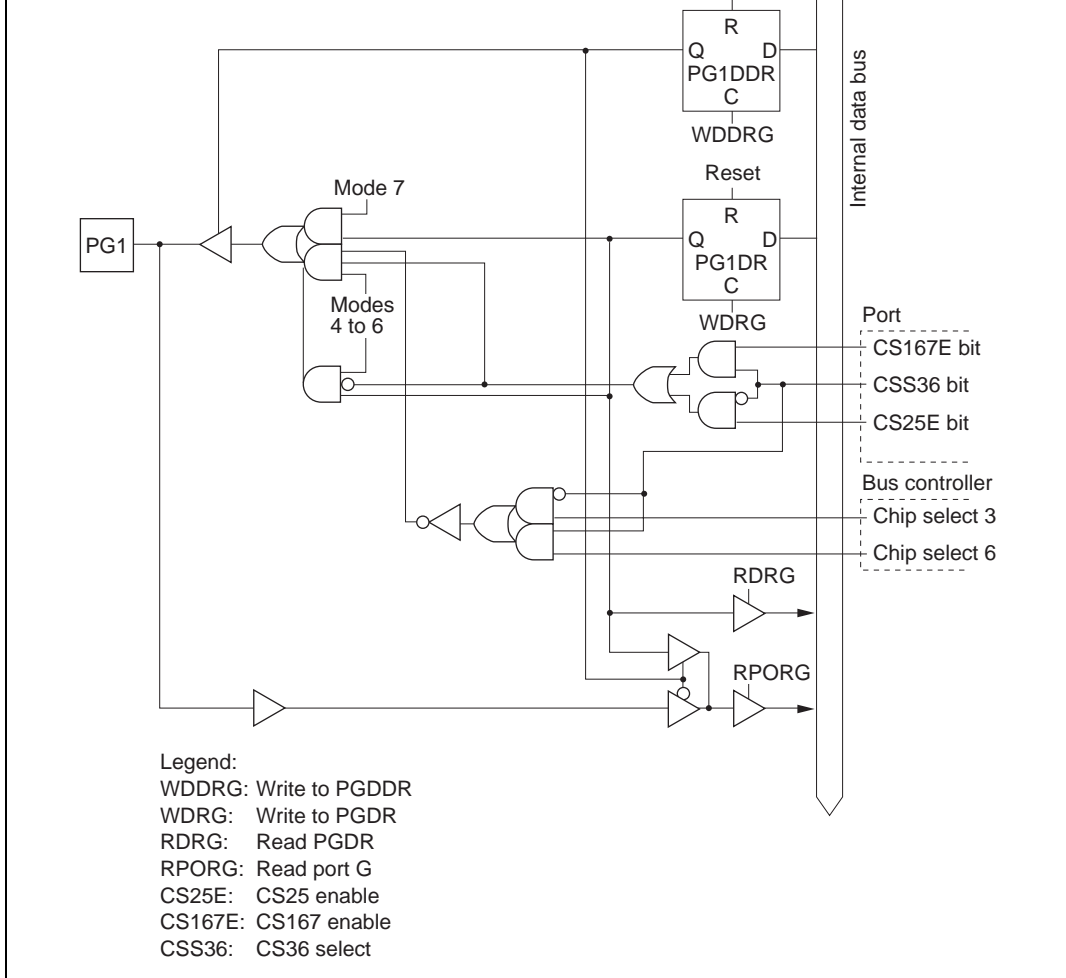 R
Q D
PG1DDR
C
WDDRG
Internal data bus
Reset
Mode 7
R
PG1
Q D
PG1DR
C
WDRG
Modes
4 to 6
Port
CS167E bit
CSS36 bit
CS25E bit
Bus controller
Chip select 3
Chip select 6
RDRG
RPORG
Legend:
WDDRG: Write to PGDDR
WDRG: Write to PGDR
RDRG: Read PGDR
RPORG: Read port G
CS25E: CS25 enable
CS167E: CS167 enable
CSS36: CS36 select